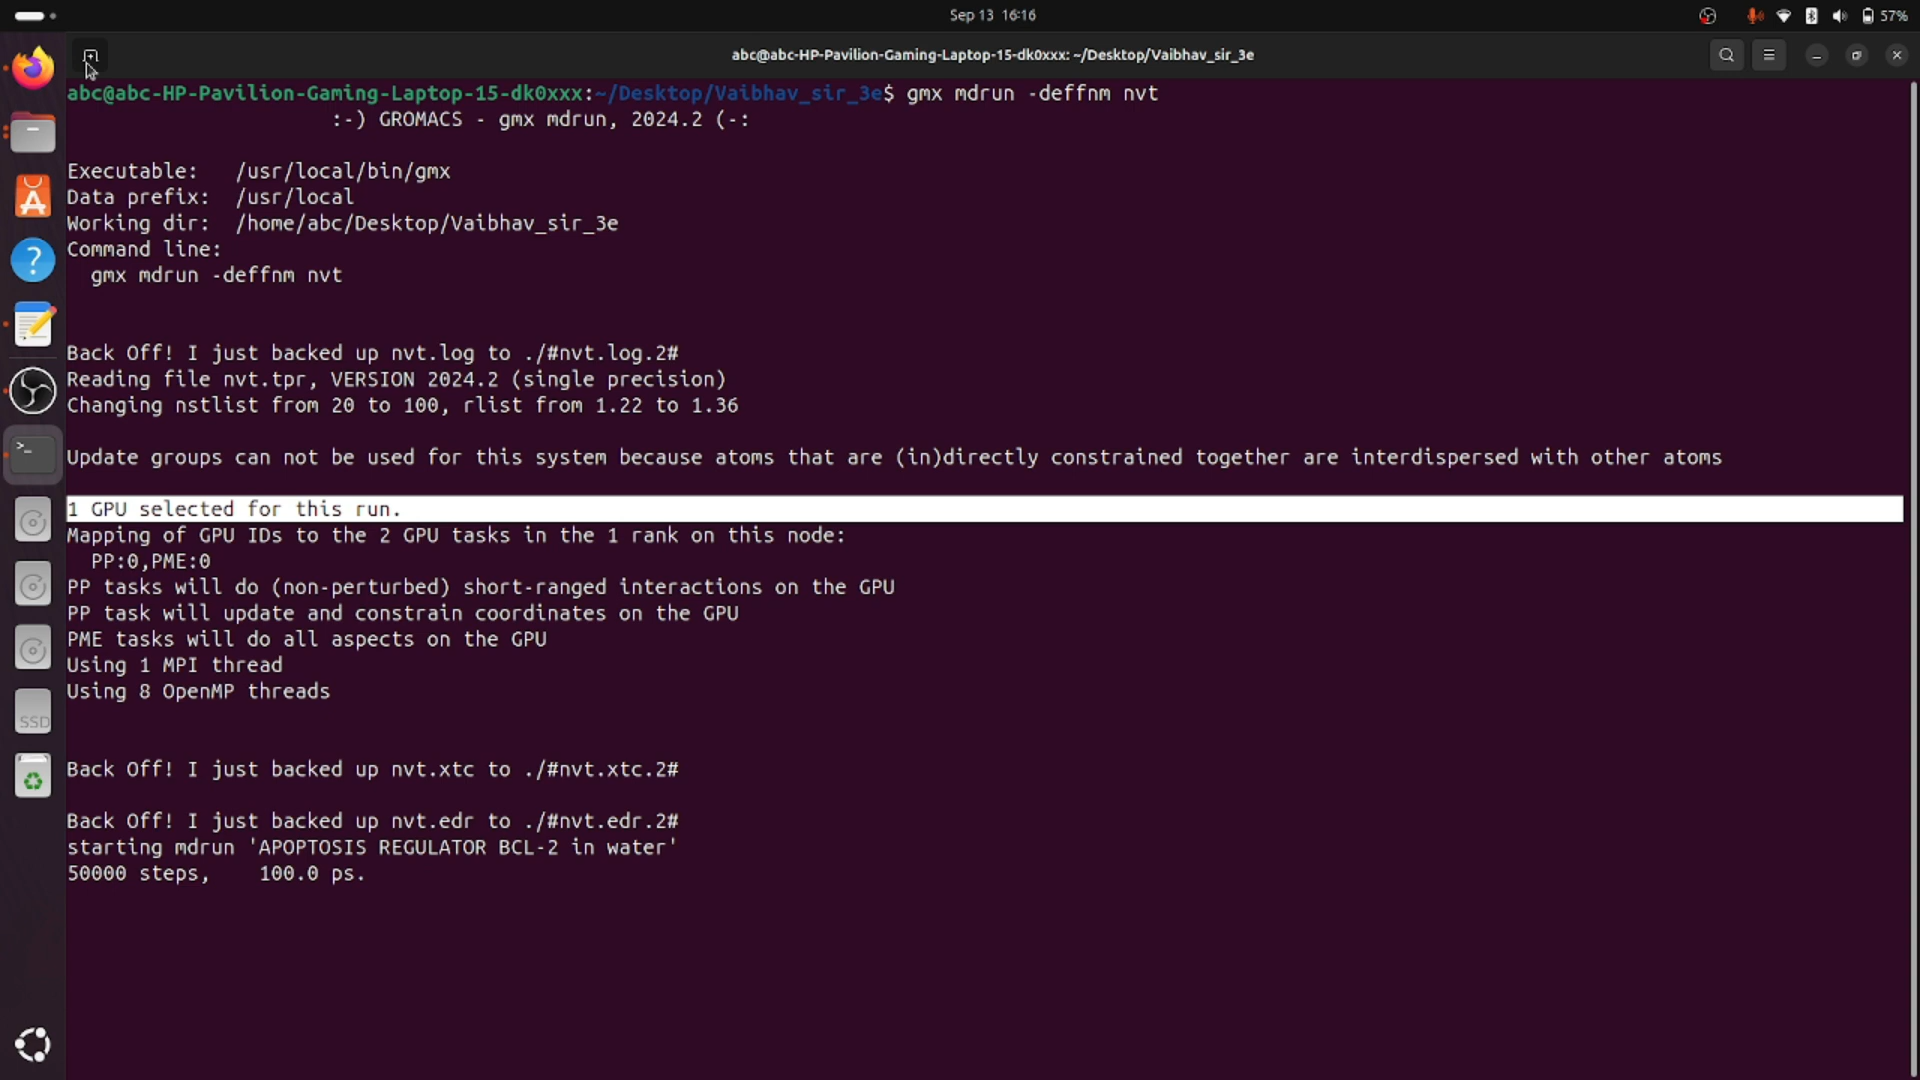 Sep 13 16:16
57%
abc@abc-HP-Pavilion-Gaming-Laptop-15-dk0xxx: ~/Desktop/Vaibhav_sir_3e
abc@abc-HP-Pavilion-Gaming-Laptop-15-dk0xxx:~/Desktop/Vaibhav_sir_3e$ gmx mdrun -deffnm nvt
:-) GROMACS - gmx mdrun, 2024.2 (-:
Executable:   /usr/local/bin/gmx
Data prefix:  /usr/local
Working dir:  /home/abc/Desktop/Vaibhav_sir_3e
Command line:
gmx mdrun -deffnm nvt
Back Off! I just backed up nvt.log to ./#nvt.log.2#
Reading file nvt.tpr, VERSION 2024.2 (single precision)
Changing nstlist from 20 to 100, rlist from 1.22 to 1.36
Update groups can not be used for this system because atoms that are (in)directly constrained together are interdispersed with other atoms
1 GPU selected for this run.
Mapping of GPU IDs to the 2 GPU tasks in the 1 rank on this node:
PP:0,PME:0
PP tasks will do (non-perturbed) short-ranged interactions on the GPU
PP task will update and constrain coordinates on the GPU
PME tasks will do all aspects on the GPU
Using 1 MPI thread
Using 8 OpenMP threads
SSD
Back Off! I just backed up nvt.xtc to ./#nvt.xtc.2#
Back Off! I just backed up nvt.edr to ./#nvt.edr.2#
starting mdrun 'APOPTOSIS REGULATOR BCL-2 in water'
50000 steps,    100.0 ps.